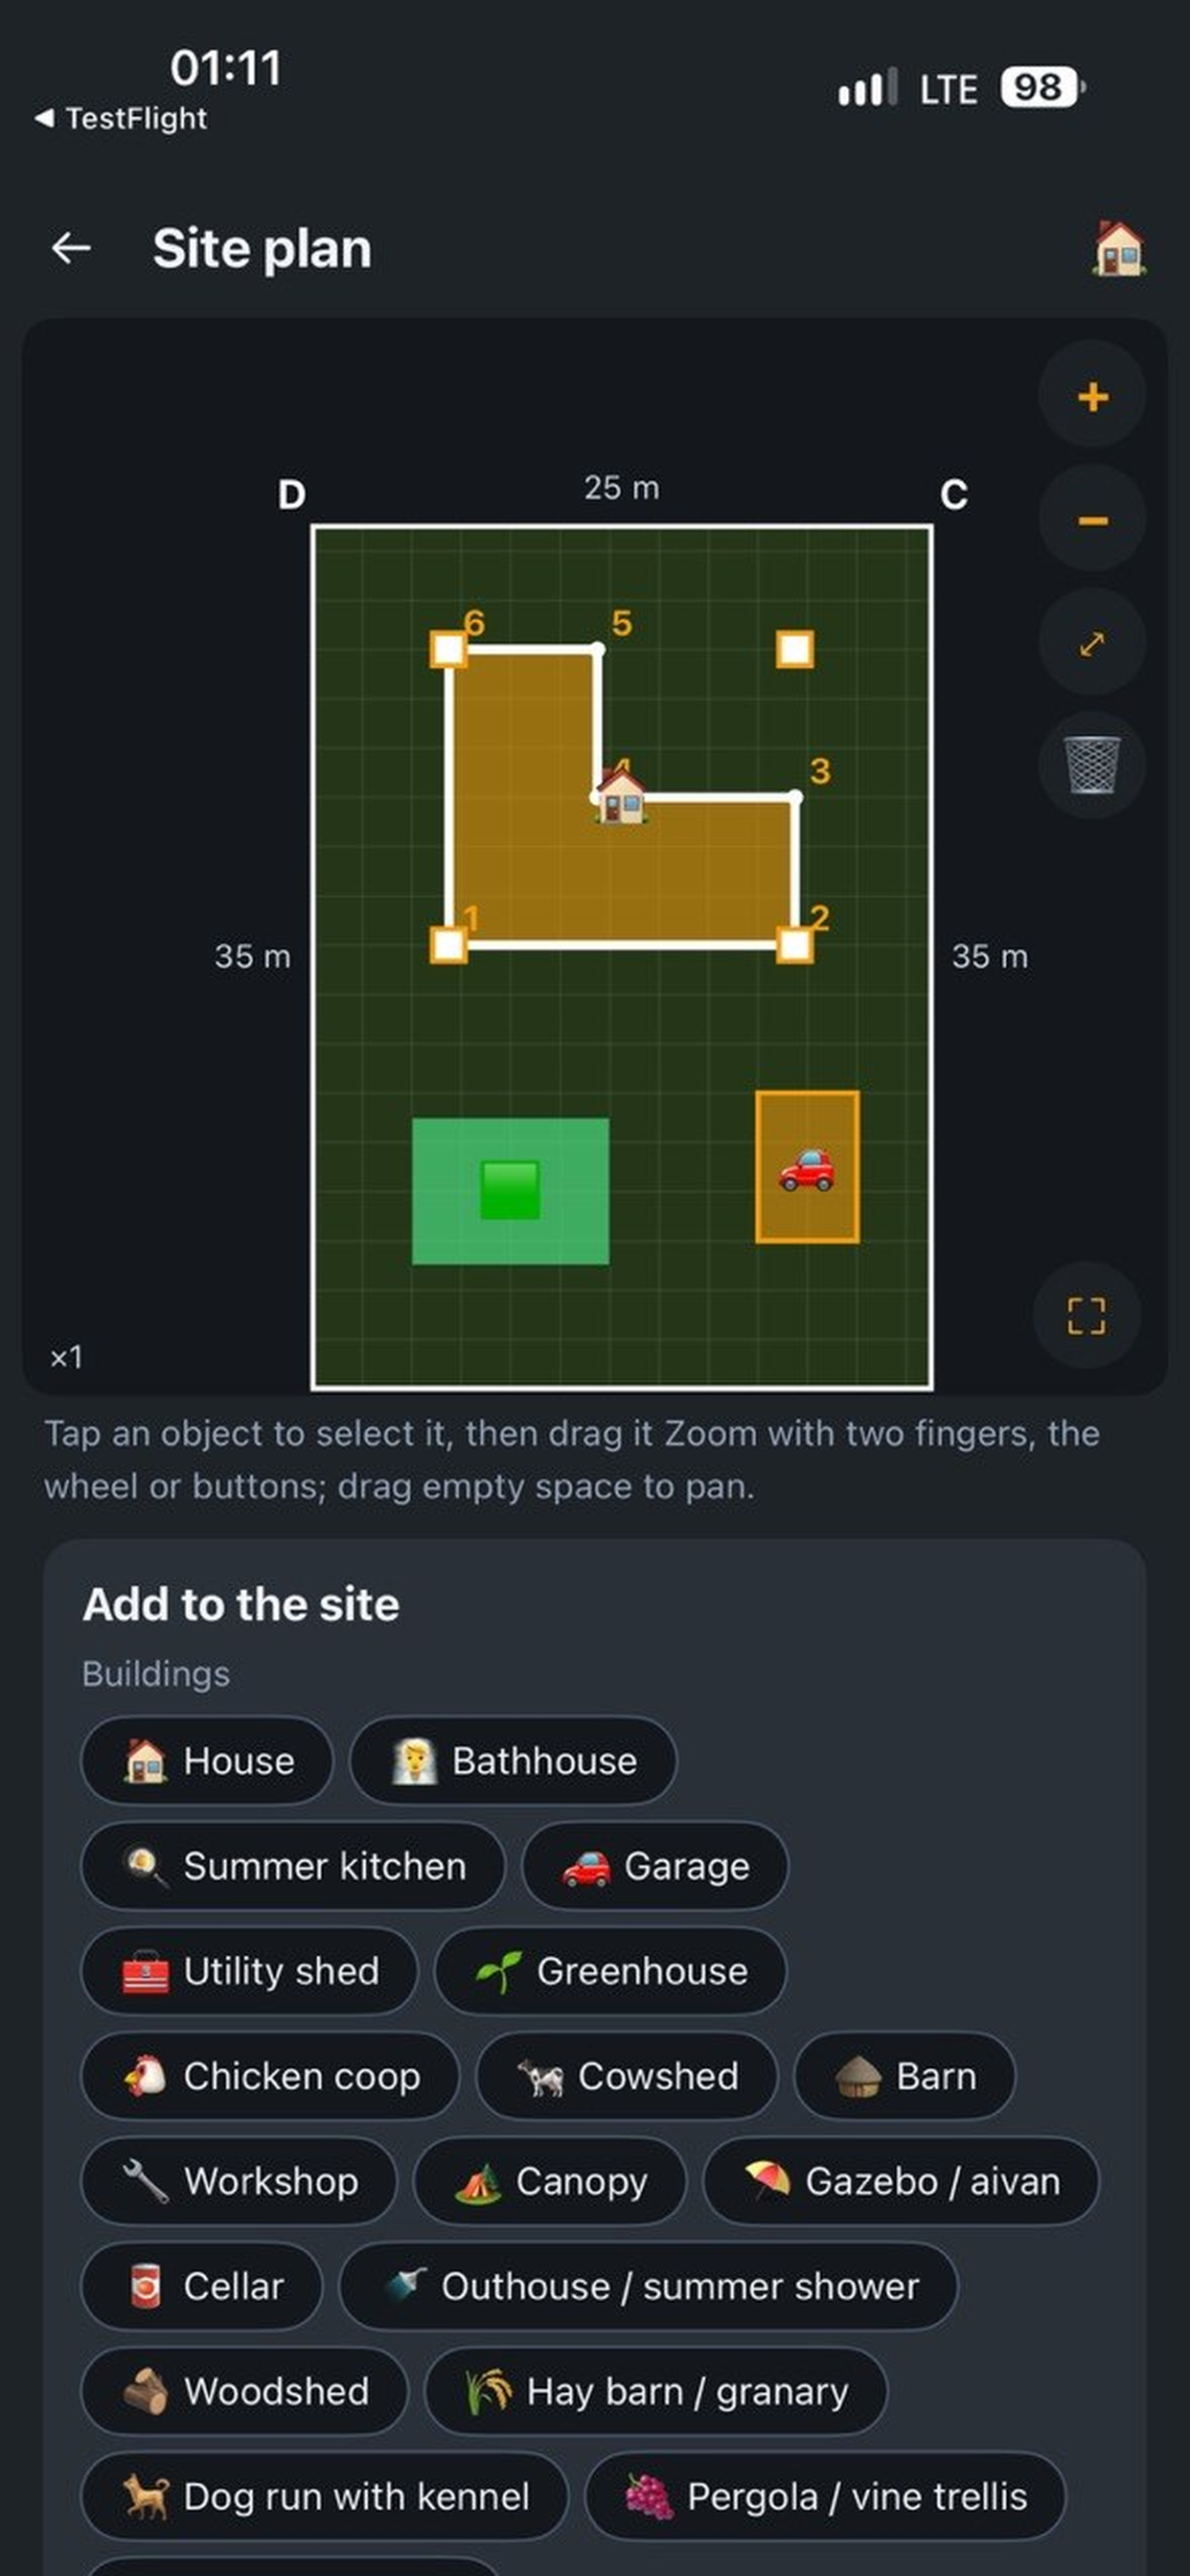 01:11
LTE 98
◀ TestFlight
Site plan
D 25 m C
6 5
4 3
1 2
35 m 35 m
×1
Tap an object to select it, then drag it Zoom with two fingers, the
wheel or buttons; drag empty space to pan.
Add to the site
Buildings
House Bathhouse
Summer kitchen Garage
Utility shed Greenhouse
Chicken coop Cowshed Barn
Workshop Canopy Gazebo / aivan
Cellar Outhouse / summer shower
Woodshed Hay barn / granary
Dog run with kennel Pergola / vine trellis